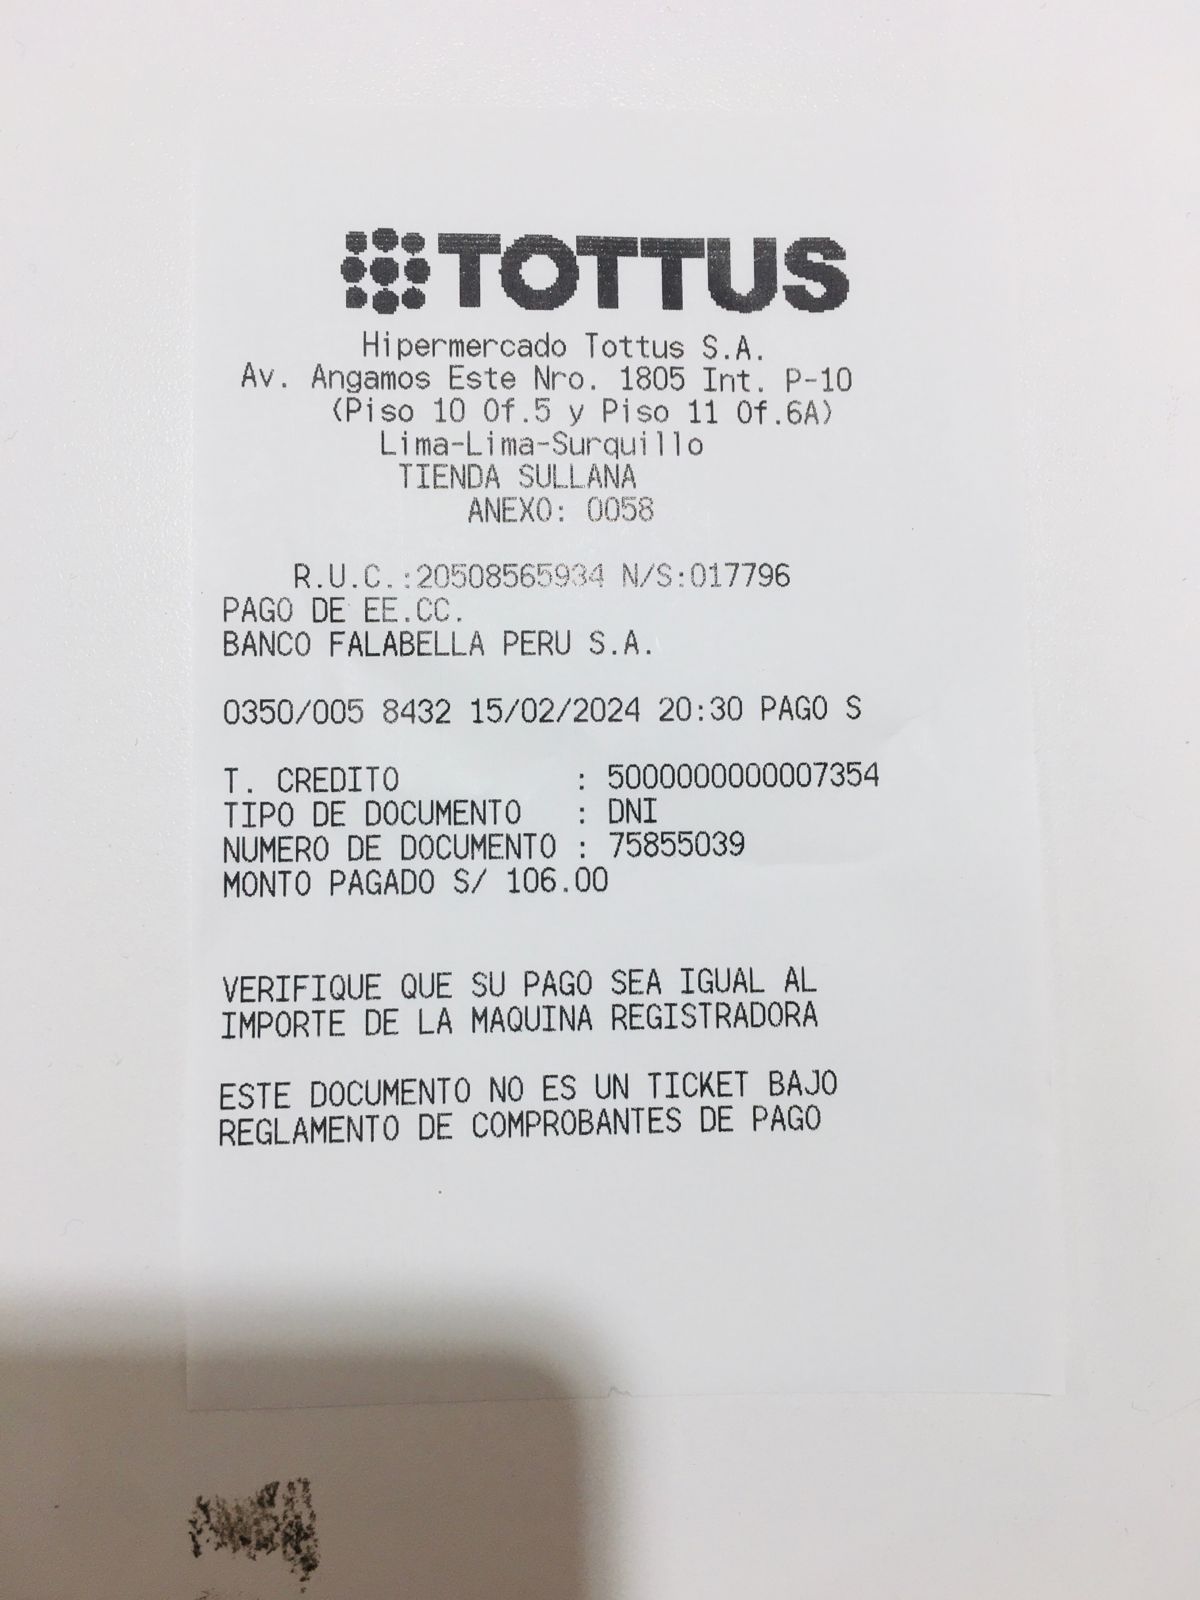 TOTTUS
Hipermercado Tottus S.A.
Av. Angamos Este Nro. 1805 Int. P-10
(Piso 10 Of.5 y Piso 11 Of.6A)
Lima-Lima-Surquillo
TIENDA SULLANA
ANEXO: 0058
R.U.C.:20508565934 N/S:017796
PAGO DE EE.CC.
BANCO FALABELLA PERU S.A.
0350/005 8432 15/02/2024 20:30 PAGO S
T. CREDITO : 5000000000007354
TIPO DE DOCUMENTO : DNI
NUMERO DE DOCUMENTO : 75855039
MONTO PAGADO S/ 106.00
VERIFIQUE QUE SU PAGO SEA IGUAL AL
IMPORTE DE LA MAQUINA REGISTRADORA
ESTE DOCUMENTO NO ES UN TICKET BAJO
REGLAMENTO DE COMPROBANTES DE PAGO